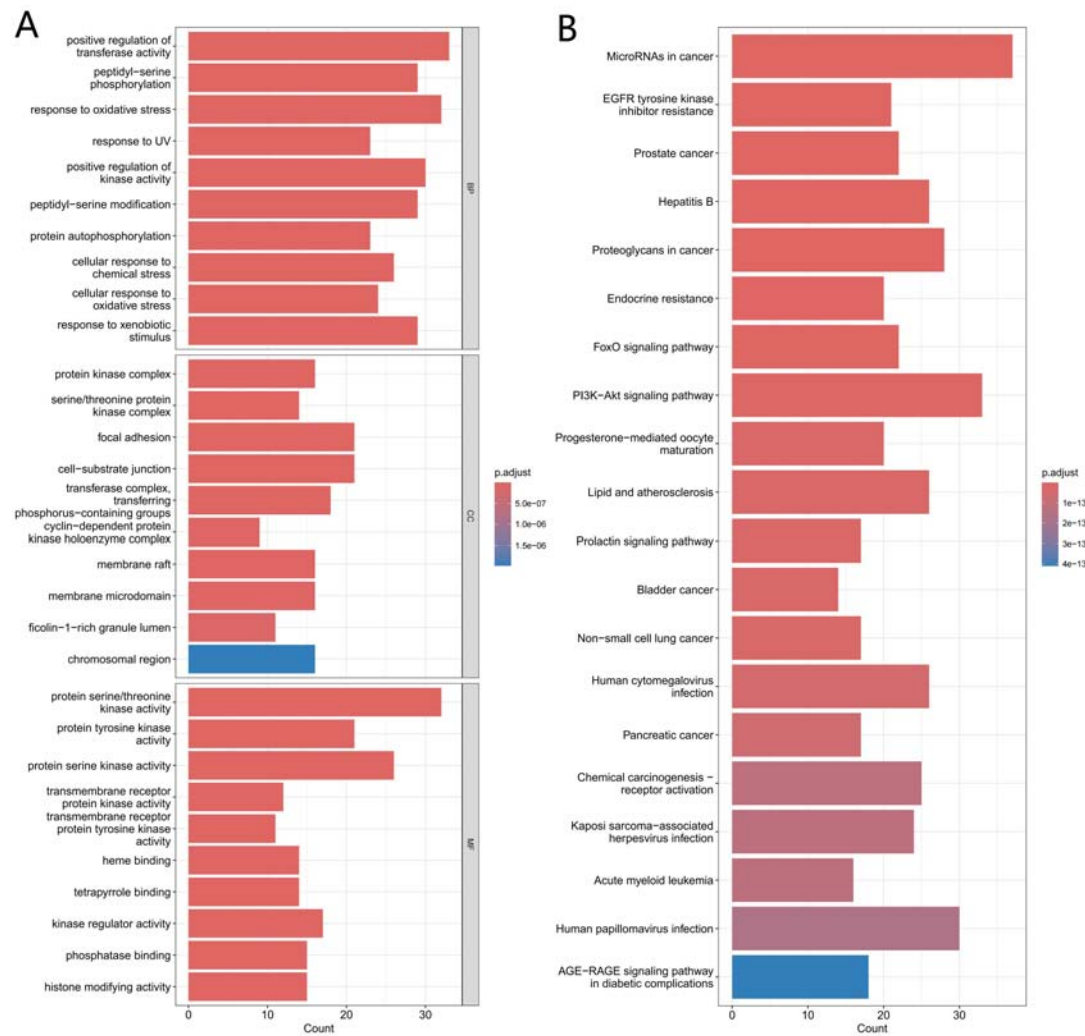 A
positive regulation of
transferase activity
peptidyl−serine
phosphorylation
response to oxidative stress
response to UV
positive regulation of
kinase activity
peptidyl−serine modification
protein autophosphorylation
cellular response to
chemical stress
cellular response to
oxidative stress
response to xenobiotic
stimulus
BP
protein kinase complex
serine/threonine protein
kinase complex
focal adhesion
cell−substrate junction
transferase complex,
transferring
phosphorus−containing groups
cyclin−dependent protein
kinase holoenzyme complex
membrane raft
membrane microdomain
ficolin−1−rich granule lumen
chromosomal region
CC
protein serine/threonine
kinase activity
protein tyrosine kinase
activity
protein serine kinase activity
transmembrane receptor
protein kinase activity
transmembrane receptor
protein tyrosine kinase
activity
heme binding
tetrapyrrole binding
kinase regulator activity
phosphatase binding
histone modifying activity
MF
0 10 20 30
Count
p.adjust
5.0e−07
1.0e−06
1.5e−06
B
MicroRNAs in cancer
EGFR tyrosine kinase
inhibitor resistance
Prostate cancer
Hepatitis B
Proteoglycans in cancer
Endocrine resistance
FoxO signaling pathway
PI3K−Akt signaling pathway
Progesterone−mediated oocyte
maturation
Lipid and atherosclerosis
Prolactin signaling pathway
Bladder cancer
Non−small cell lung cancer
Human cytomegalovirus
infection
Pancreatic cancer
Chemical carcinogenesis −
receptor activation
Kaposi sarcoma−associated
herpesvirus infection
Acute myeloid leukemia
Human papillomavirus infection
AGE−RAGE signaling pathway
in diabetic complications
0 10 20 30
Count
p.adjust
1e−13
2e−13
3e−13
4e−13